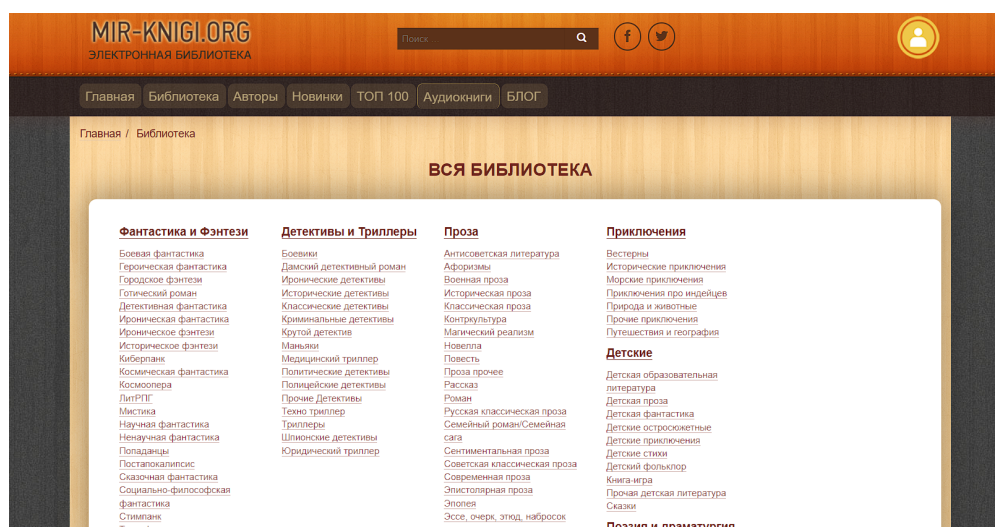 MIR-KNIGI.ORG
ЭЛЕКТРОННАЯ БИБЛИОТЕКА
Поиск
Главная Библиотека Авторы Новинки ТОП 100 Аудиокниги БЛОГ
Главная / Библиотека
ВСЯ БИБЛИОТЕКА
Фантастика и Фэнтези
Боевая фантастика
Героическая фантастика
Городское фэнтези
Готический роман
Детективная фантастика
Ироническая фантастика
Ироническое фэнтези
Историческое фэнтези
Киберпанк
Космическая фантастика
Космоопера
ЛитРПГ
Мистика
Научная фантастика
Ненаучная фантастика
Попаданцы
Постапокалипсис
Сказочная фантастика
Социально-философская
фантастика
Стимпанк
Детективы и Триллеры
Боевики
Дамский детективный роман
Иронические детективы
Исторические детективы
Классические детективы
Криминальные детективы
Крутой детектив
Маньяки
Медицинский триллер
Политические детективы
Полицейские детективы
Прочие Детективы
Техно триллер
Триллеры
Шпионские детективы
Юридический триллер
Проза
Антисоветская литература
Афоризмы
Военная проза
Историческая проза
Классическая проза
Контркультура
Магический реализм
Новелла
Повесть
Проза прочее
Рассказ
Роман
Русская классическая проза
Семейный роман/Семейная
сага
Сентиментальная проза
Советская классическая проза
Современная проза
Эпистолярная проза
Эпопея
Эссе, очерк, этюд, набросок
Приключения
Вестерны
Исторические приключения
Морские приключения
Приключения про индейцев
Природа и животные
Прочие приключения
Путешествия и география
Детские
Детская образовательная
литература
Детская проза
Детская фантастика
Детские остросюжетные
Детские приключения
Детские стихи
Детский фольклор
Книга-игра
Прочая детская литература
Сказки
Поэзия и драматургия